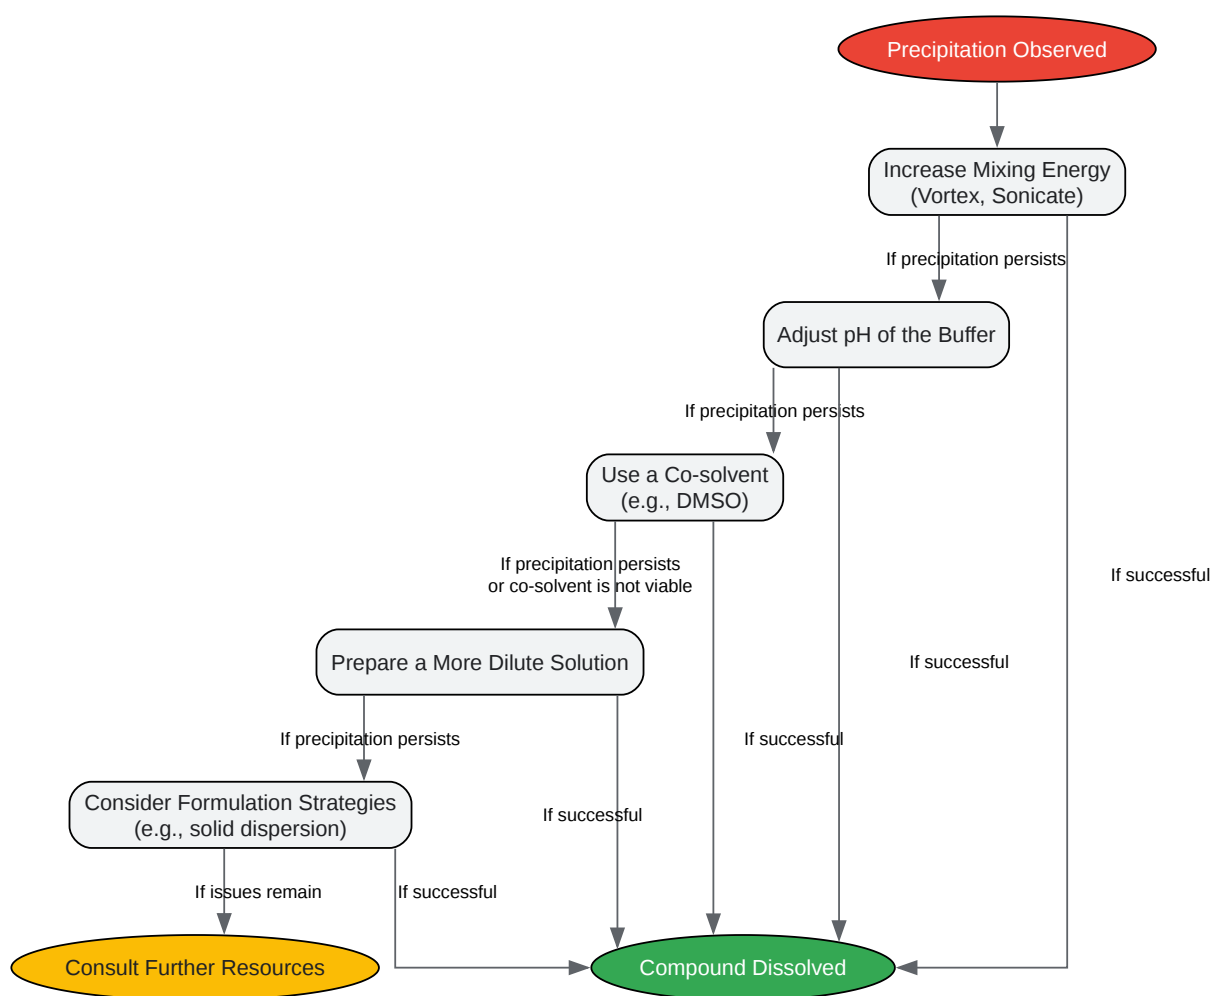 Precipitation Observed
Increase Mixing Energy
(Vortex, Sonicate)
If precipitation persists
Adjust pH of the Buffer
If precipitation persists
Use a Co-solvent
(e.g., DMSO)
If precipitation persists
or co-solvent is not viable
If successful
Prepare a More Dilute Solution
If successful
If precipitation persists
If successful
Consider Formulation Strategies
(e.g., solid dispersion)
If successful
If issues remain
If successful
Consult Further Resources
Compound Dissolved